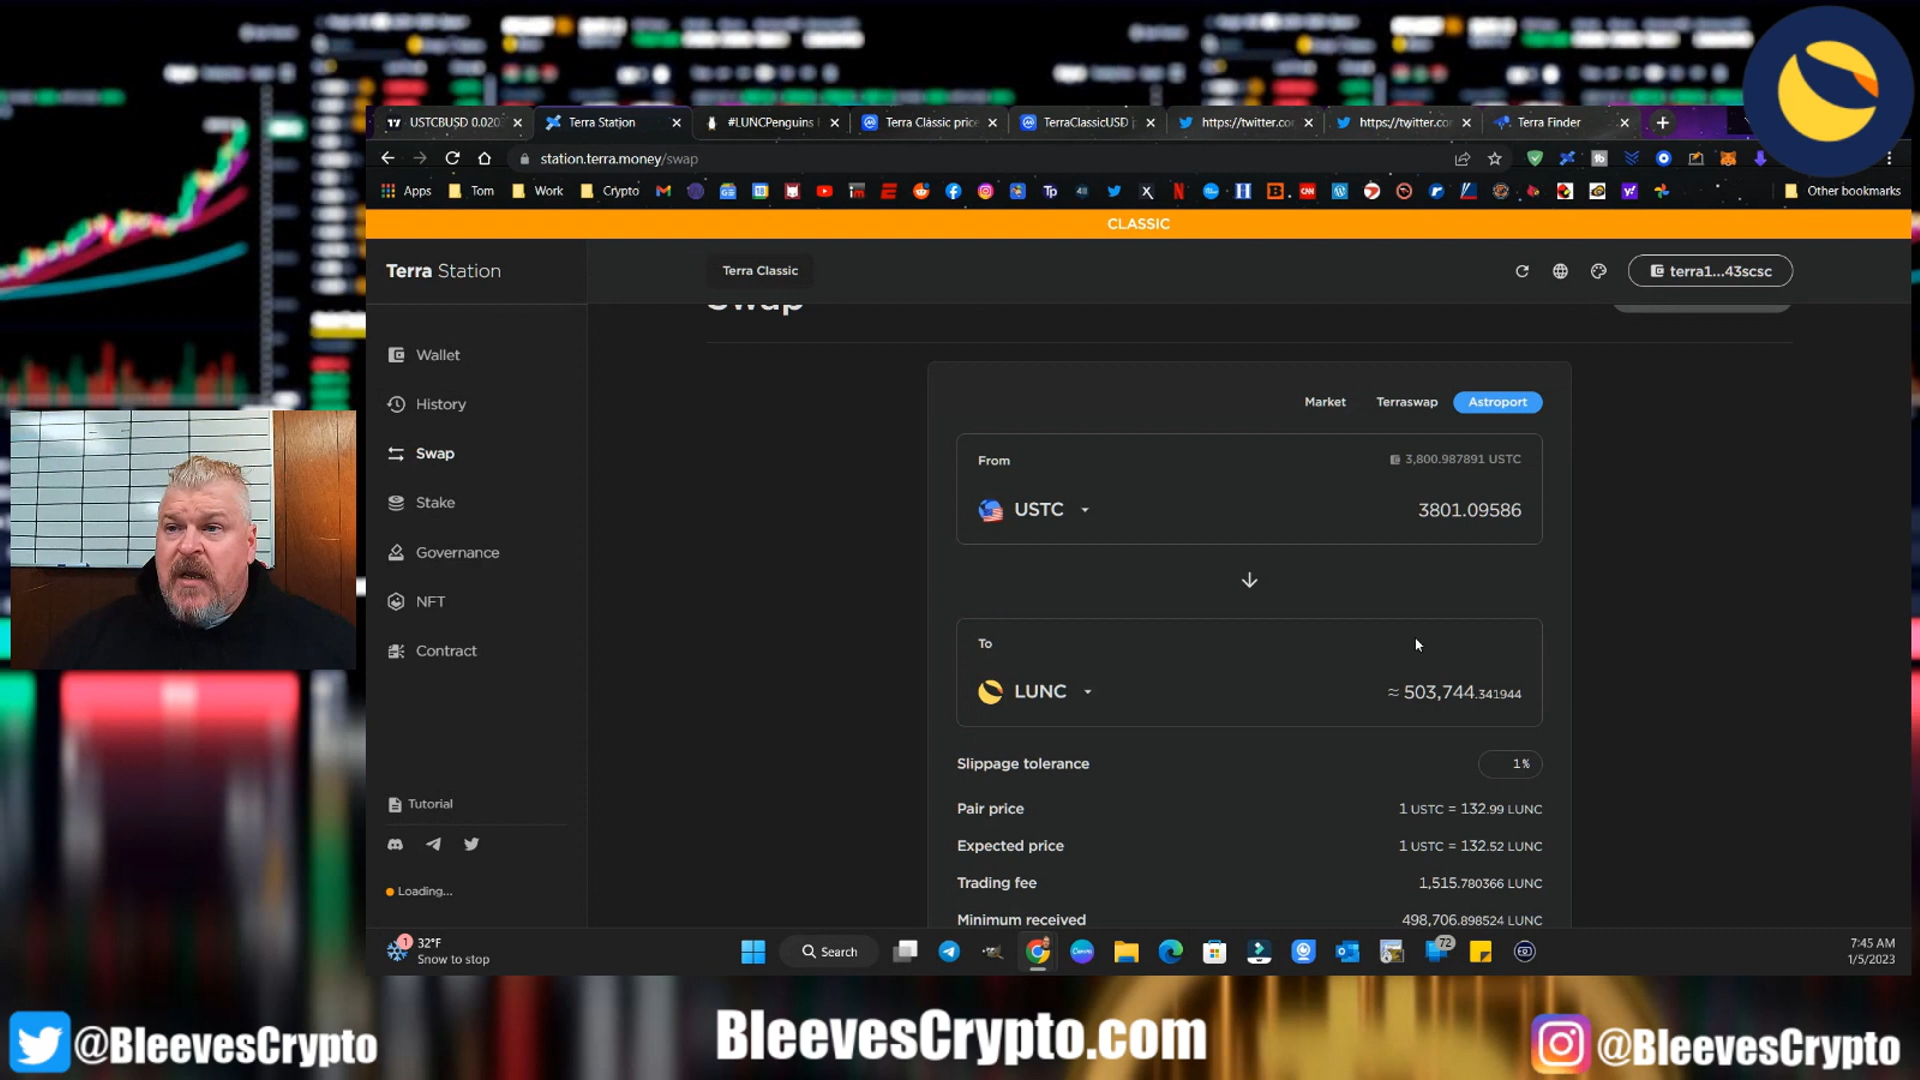 USTCBUSD 0.020
Terra Station
#LUNCPenguins
Terra Classic price
TerraClassicUSD p
https://twitter.co
https://twitter.co
Terra Finder
station.terra.money/swap
Apps
Tom
Work
Crypto
Other bookmarks
CLASSIC
Terra Station
Terra Classic
terra1...43scsc
Swap
Wallet
History
Swap
Stake
Governance
NFT
Contract
Tutorial
Loading...
Market
Terraswap
Astroport
From
3,800.987891 USTC
USTC
3801.09586
To
LUNC
≈ 503,744.341944
Slippage tolerance
1%
Pair price
1 USTC = 132.99 LUNC
Expected price
1 USTC = 132.52 LUNC
Trading fee
1,515.780366 LUNC
Minimum received
498,706.898524 LUNC
1
32°F
Snow to stop
Search
72
7:45 AM
1/5/2023
@BleevesCrypto
BleevesCrypto.com
@BleevesCrypto